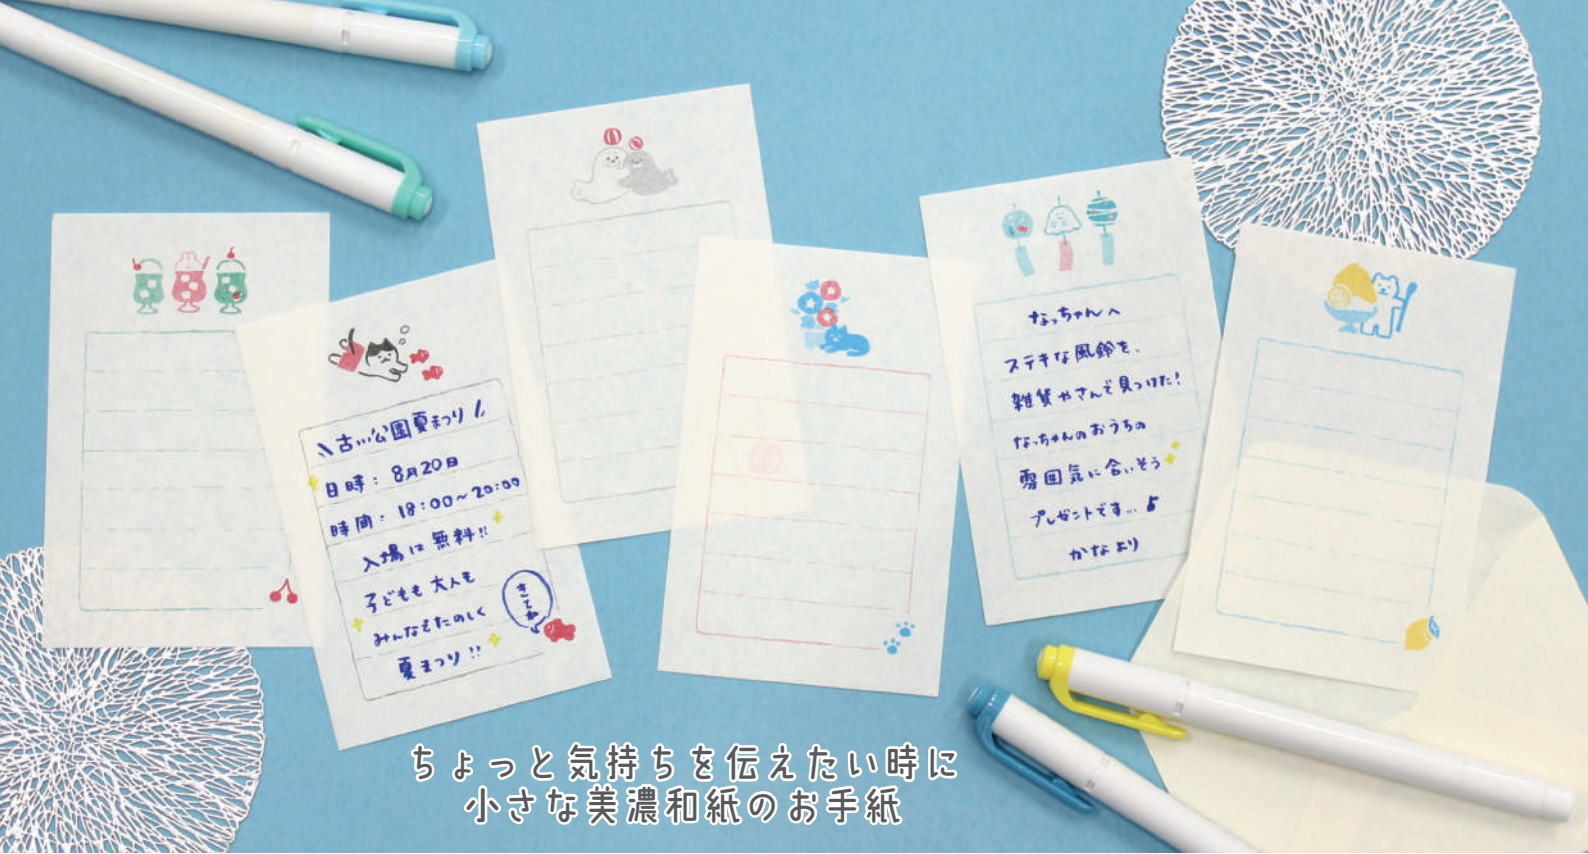 \\古川公園夏まつり//
日時:8月20日
時間:18:00~20:00
入場は無料!!
子どもも大人も
みんなもたのしく
夏まつり!!
きてね
なっちゃんへ
ステキな風鈴を、
雑貨やさんで見つけた!
なっちゃんのおうちの
雰囲気に合いそう
プレゼントです...♪
かなより
ちょっと気持ちを伝えたい時に
小さな美濃和紙のお手紙